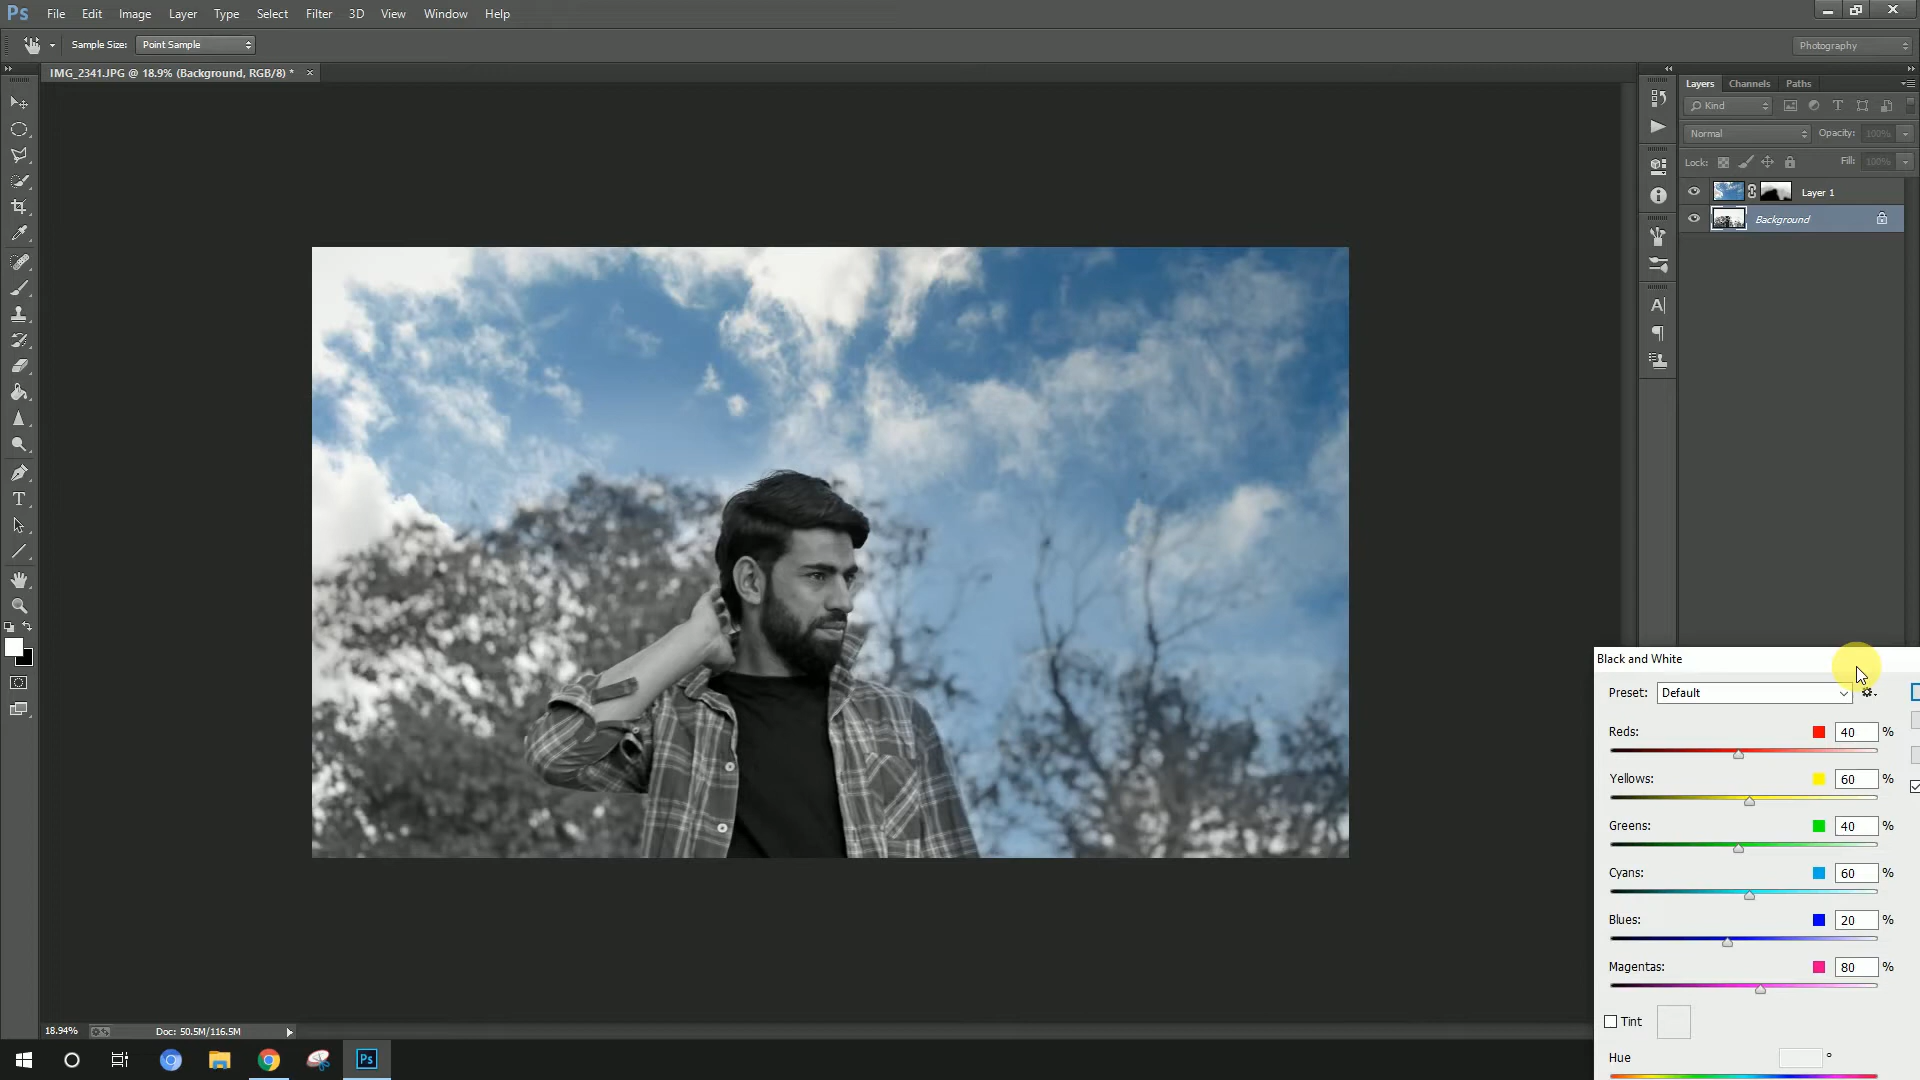 Ps File Edit Image Layer Type Select Filter 3D View Window Help
Sample Size: Point Sample Photography
IMG_2341.JPG @ 18.9% (Background, RGB/8) * ×
Layers Channels Paths
Kind
Normal Opacity: 100%
Lock: Fill: 100%
Layer 1
Background
Black and White
Preset: Default
Reds: 40 %
Yellows: 60 %
Greens: 40 %
Cyans: 60 %
Blues: 20 %
Magentas: 80 %
Tint
Hue °
18.94% Doc: 50.5M/116.5M
Ps